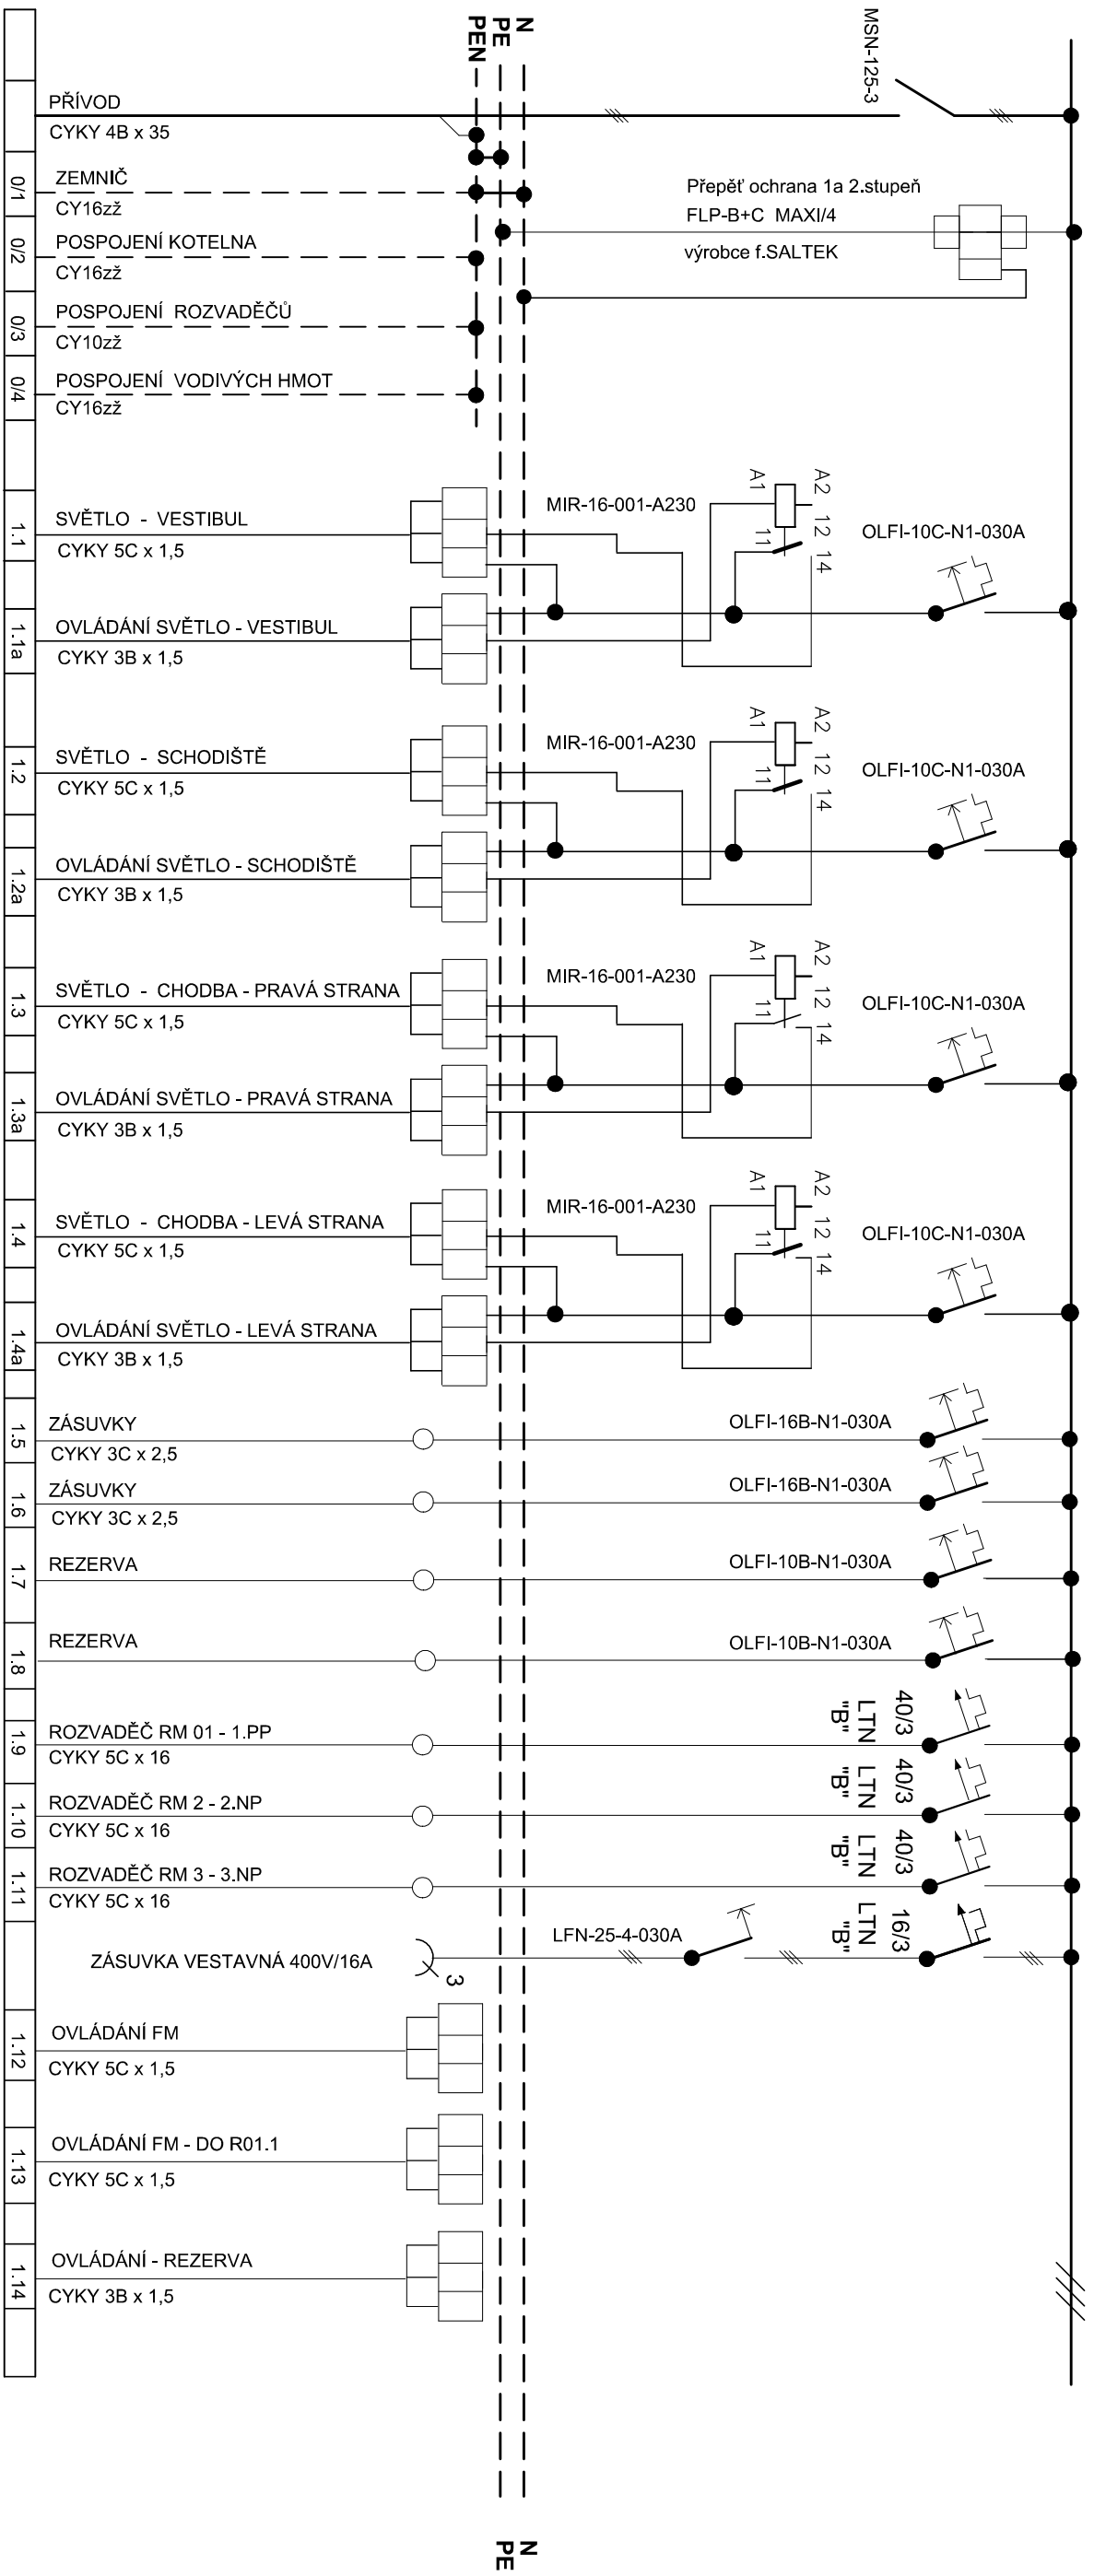 N
PE
PEN
MSN-125-3
PŘÍVOD
CYKY 4B x 35
0/1
ZEMNIČ
CY16zž
Přepěť ochrana 1a 2.stupeň
FLP-B+C MAXI/4
výrobce f.SALTEK
0/2
POSPOJENÍ KOTELNA
CY16zž
0/3
POSPOJENÍ ROZVADĚČŮ
CY10zž
0/4
POSPOJENÍ VODIVÝCH HMOT
CY16zž
1.1
SVĚTLO - VESTIBUL
CYKY 5C x 1,5
MIR-16-001-A230
A1
A2
11
12
14
OLFI-10C-N1-030A
1.1a
OVLÁDÁNÍ SVĚTLO - VESTIBUL
CYKY 3B x 1,5
1.2
SVĚTLO - SCHODIŠTĚ
CYKY 5C x 1,5
MIR-16-001-A230
A1
A2
11
12
14
OLFI-10C-N1-030A
1.2a
OVLÁDÁNÍ SVĚTLO - SCHODIŠTĚ
CYKY 3B x 1,5
1.3
SVĚTLO - CHODBA - PRAVÁ STRANA
CYKY 5C x 1,5
MIR-16-001-A230
A1
A2
11
12
14
OLFI-10C-N1-030A
1.3a
OVLÁDÁNÍ SVĚTLO - PRAVÁ STRANA
CYKY 3B x 1,5
1.4
SVĚTLO - CHODBA - LEVÁ STRANA
CYKY 5C x 1,5
MIR-16-001-A230
A1
A2
11
12
14
OLFI-10C-N1-030A
1.4a
OVLÁDÁNÍ SVĚTLO - LEVÁ STRANA
CYKY 3B x 1,5
1.5
ZÁSUVKY
CYKY 3C x 2,5
OLFI-16B-N1-030A
1.6
ZÁSUVKY
CYKY 3C x 2,5
OLFI-16B-N1-030A
1.7
REZERVA
OLFI-10B-N1-030A
1.8
REZERVA
OLFI-10B-N1-030A
1.9
ROZVADĚČ RM 01 - 1.PP
CYKY 5C x 16
40/3
LTN
"B"
1.10
ROZVADĚČ RM 2 - 2.NP
CYKY 5C x 16
40/3
LTN
"B"
1.11
ROZVADĚČ RM 3 - 3.NP
CYKY 5C x 16
40/3
LTN
"B"
ZÁSUVKA VESTAVNÁ 400V/16A
3
LFN-25-4-030A
16/3
LTN
"B"
1.12
OVLÁDÁNÍ FM
CYKY 5C x 1,5
1.13
OVLÁDÁNÍ FM - DO R01.1
CYKY 5C x 1,5
1.14
OVLÁDÁNÍ - REZERVA
CYKY 3B x 1,5
N
PE